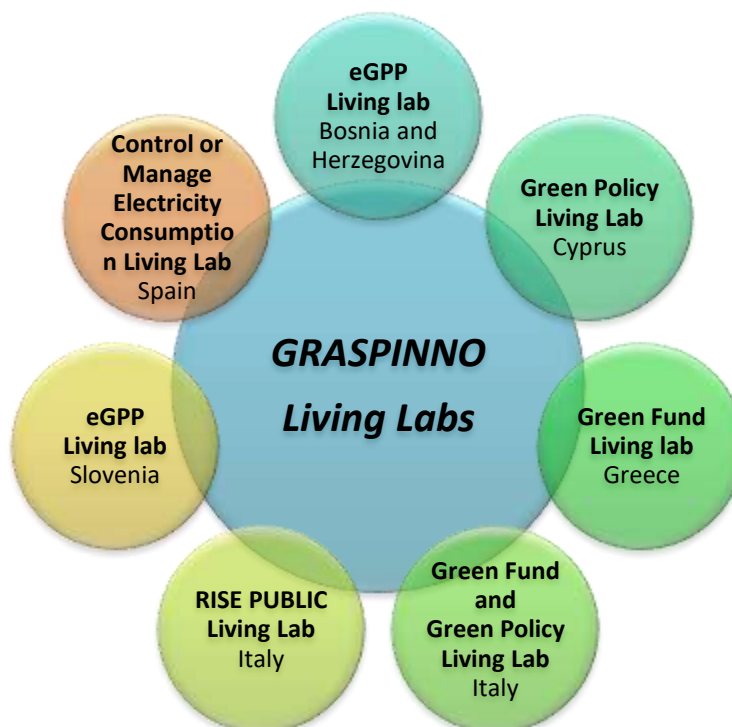 eGPP
Living lab
Bosnia and
Herzegovina
Green Policy
Living Lab
Cyprus
Green Fund
Living lab
Greece
Green Fund
and
Green Policy
Living Lab
Italy
RISE PUBLIC
Living Lab
Italy
eGPP
Living lab
Slovenia
Control or
Manage
Electricity
Consumptio
n Living Lab
Spain
GRASPINNO
Living Labs